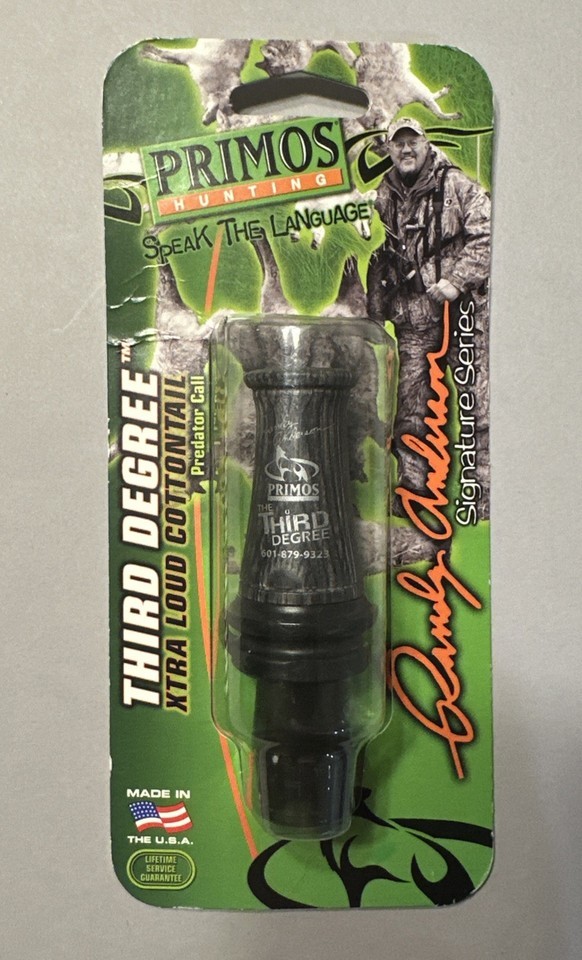 PRIMOS
HUNTING
SPEAK THE LANGUAGE
THIRD DEGREE™
XTRA LOUD COTTONTAIL
Predator Call
Randy Anderson
Signature Series
PRIMOS
THE
THiRD
DEGREE
601-879-9323
MADE IN
THE U.S.A.
LIFETIME
SERVICE
GUARANTEE